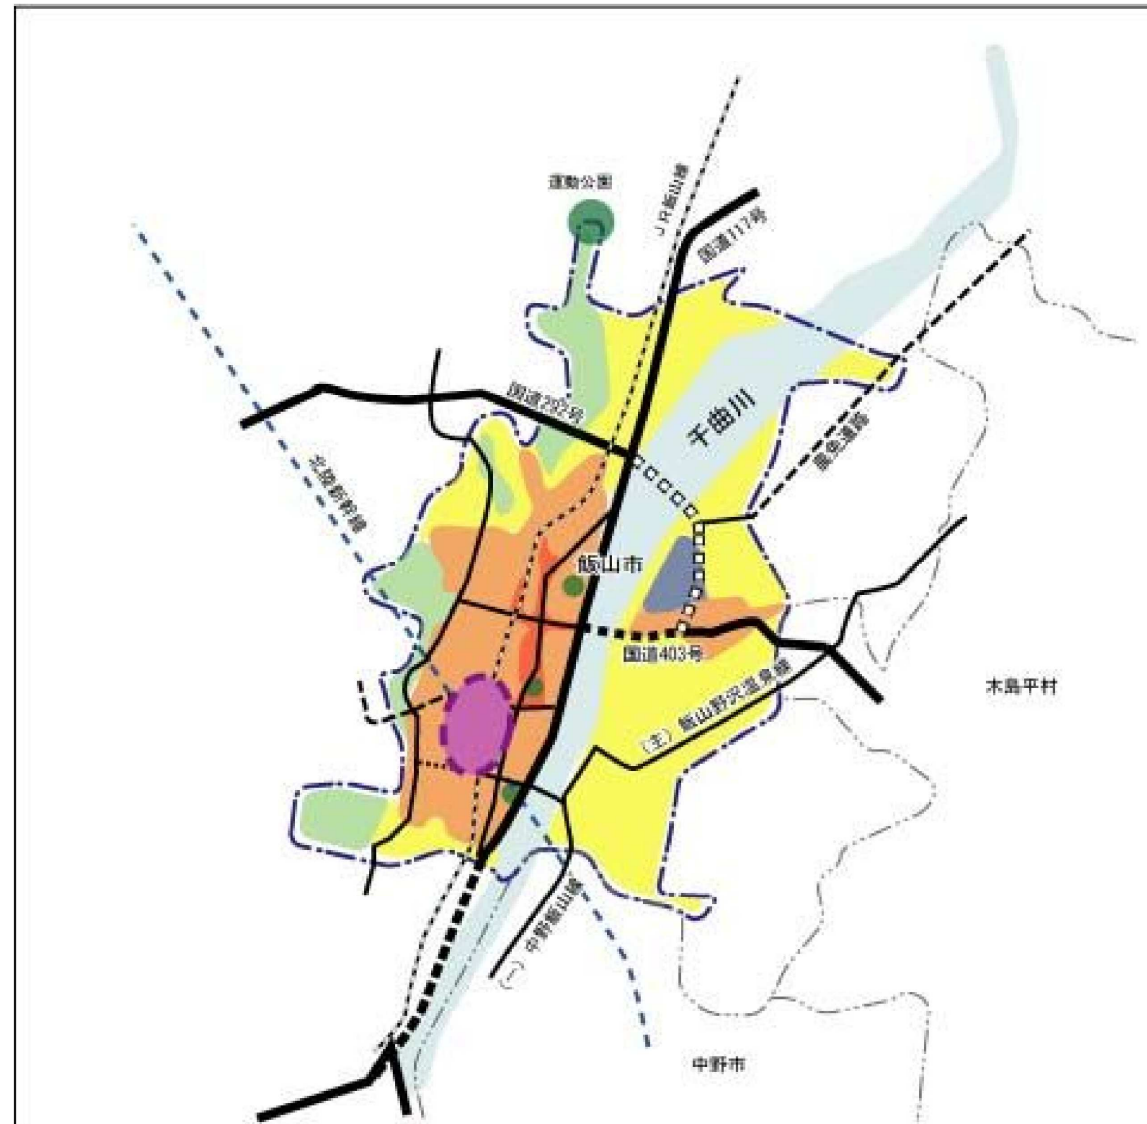 運動公園
JR飯山線
国道117号
国道292号
千曲川
農免道路
北陸新幹線
飯山市
国道403号
木島平村
(主)飯山野沢温泉線
(一)中野飯山線
中野市